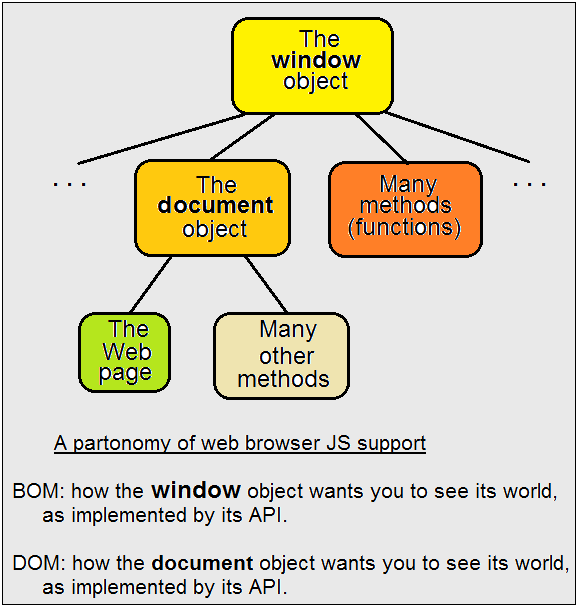 The
window
object
. . .
. . .
The
document
object
Many
methods
(functions)
The
Web
page
Many
other
methods
A partonomy of web browser JS support
BOM: how the window object wants you to see its world,
as implemented by its API.
DOM: how the document object wants you to see its world,
as implemented by its API.